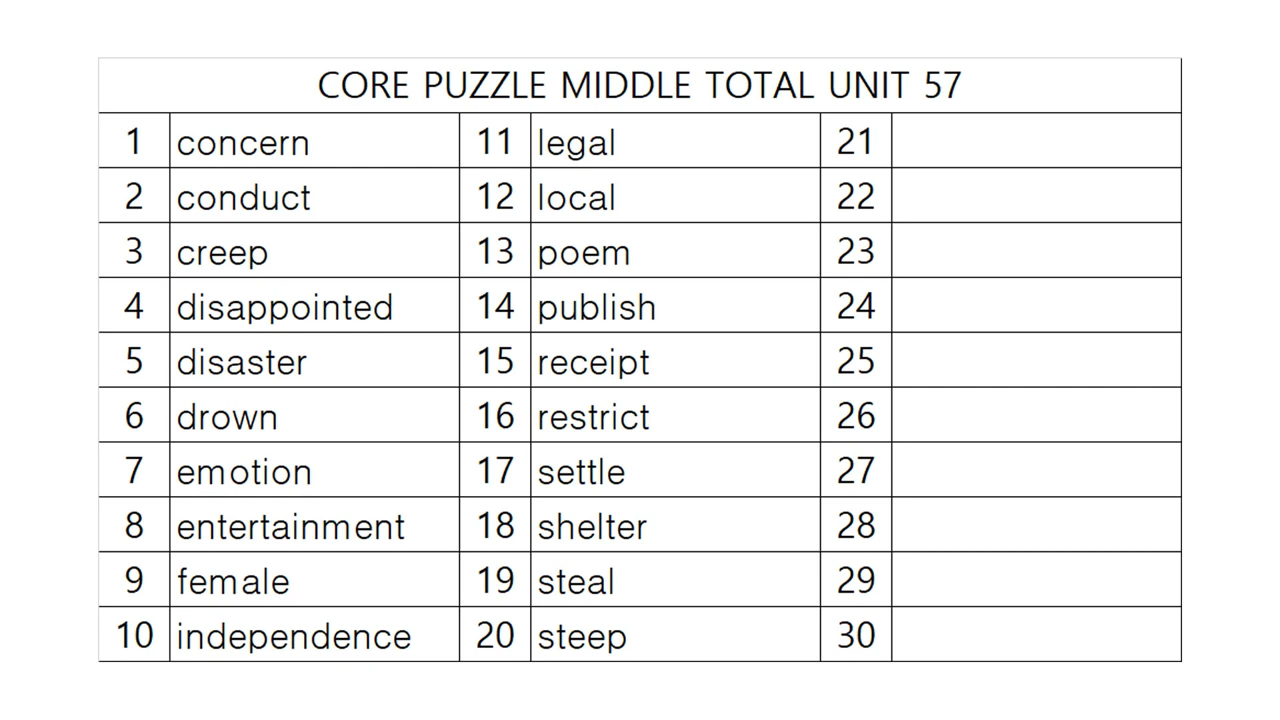 CORE PUZZLE MIDDLE TOTAL UNIT 57
1 concern 11 legal 21
2 conduct 12 local 22
3 creep 13 poem 23
4 disappointed 14 publish 24
5 disaster 15 receipt 25
6 drown 16 restrict 26
7 emotion 17 settle 27
8 entertainment 18 shelter 28
9 female 19 steal 29
10 independence 20 steep 30